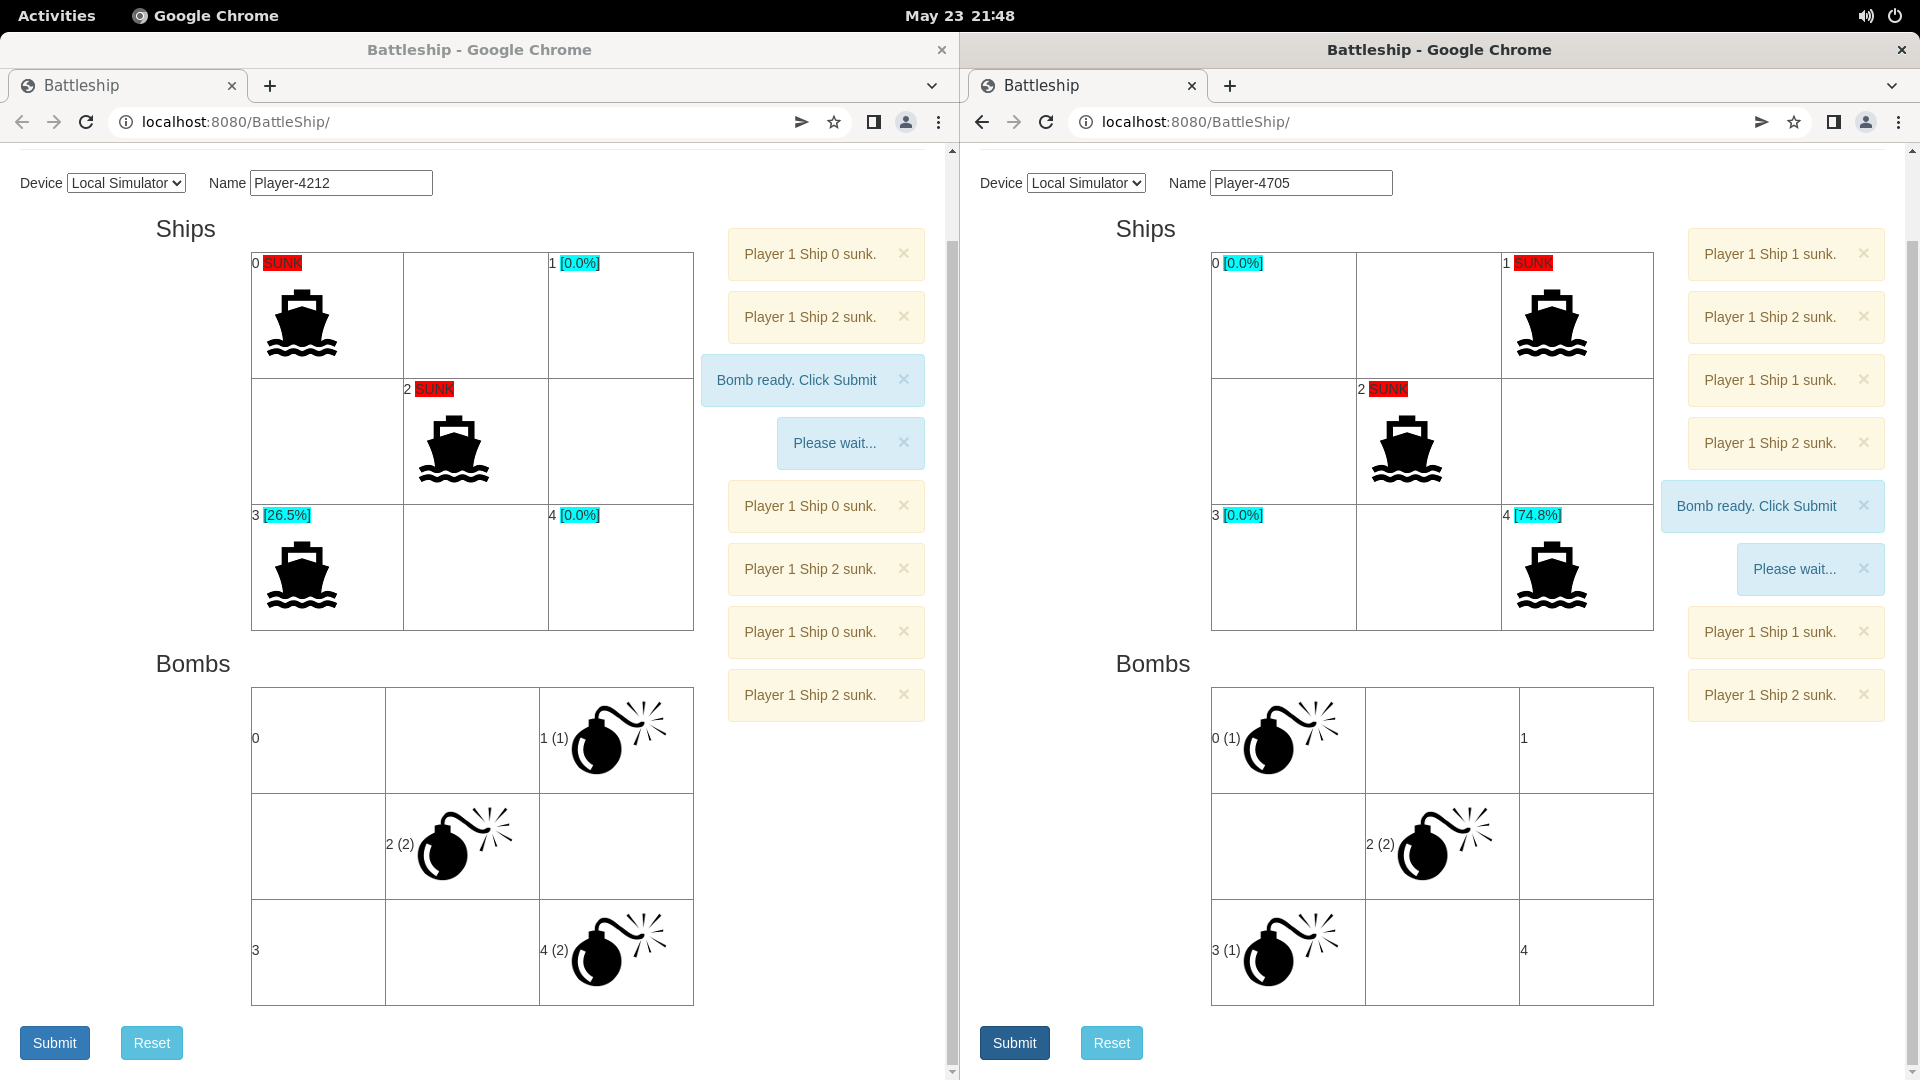 Activities
Google Chrome
May 23 21:48
Battleship - Google Chrome
Battleship
localhost:8080/BattleShip/
Device Local Simulator Name Player-4212
Ships
0 SUNK
1 [0.0%]
2 SUNK
3 [26.5%]
4 [0.0%]
Player 1 Ship 0 sunk.
Player 1 Ship 2 sunk.
Bomb ready. Click Submit
Please wait...
Player 1 Ship 0 sunk.
Player 1 Ship 2 sunk.
Player 1 Ship 0 sunk.
Player 1 Ship 2 sunk.
Bombs
0
1 (1)
2 (2)
3
4 (2)
Submit
Reset
Battleship - Google Chrome
Battleship
localhost:8080/BattleShip/
Device Local Simulator Name Player-4705
Ships
0 [0.0%]
1 SUNK
2 SUNK
3 [0.0%]
4 [74.8%]
Player 1 Ship 1 sunk.
Player 1 Ship 2 sunk.
Player 1 Ship 1 sunk.
Player 1 Ship 2 sunk.
Bomb ready. Click Submit
Please wait...
Player 1 Ship 1 sunk.
Player 1 Ship 2 sunk.
Bombs
0 (1)
1
2 (2)
3 (1)
4
Submit
Reset